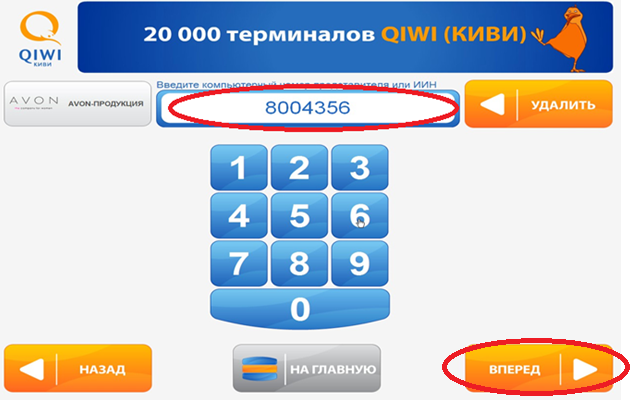 QIWI
КИВИ
20 000 терминалов QIWI (КИВИ)
AVON AVON-ПРОДУКЦИЯ
Введите компьютерный номер представителя или ИИН
8004356
УДАЛИТЬ
1 2 3
4 5 6
7 8 9
0
НАЗАД
НА ГЛАВНУЮ
ВПЕРЕД